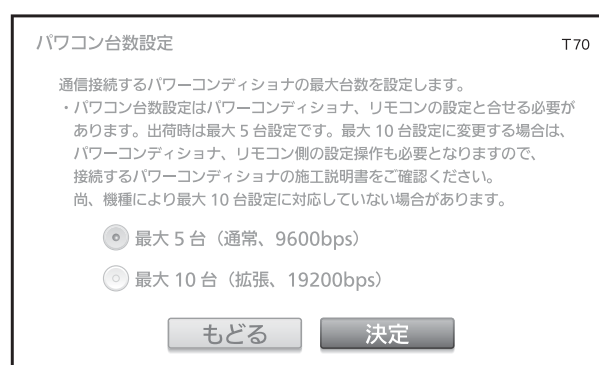 パワコン台数設定
T70
通信接続するパワーコンディショナの最大台数を設定します。
・パワコン台数設定はパワーコンディショナ、リモコンの設定と合せる必要が
あります。出荷時は最大 5 台設定です。最大 10 台設定に変更する場合は、
パワーコンディショナ、リモコン側の設定操作も必要となりますので、
接続するパワーコンディショナの施工説明書をご確認ください。
尚、機種により最大 10 台設定に対応していない場合があります。
最大 5 台（通常、9600bps）
最大 10 台（拡張、19200bps）
もどる
決定